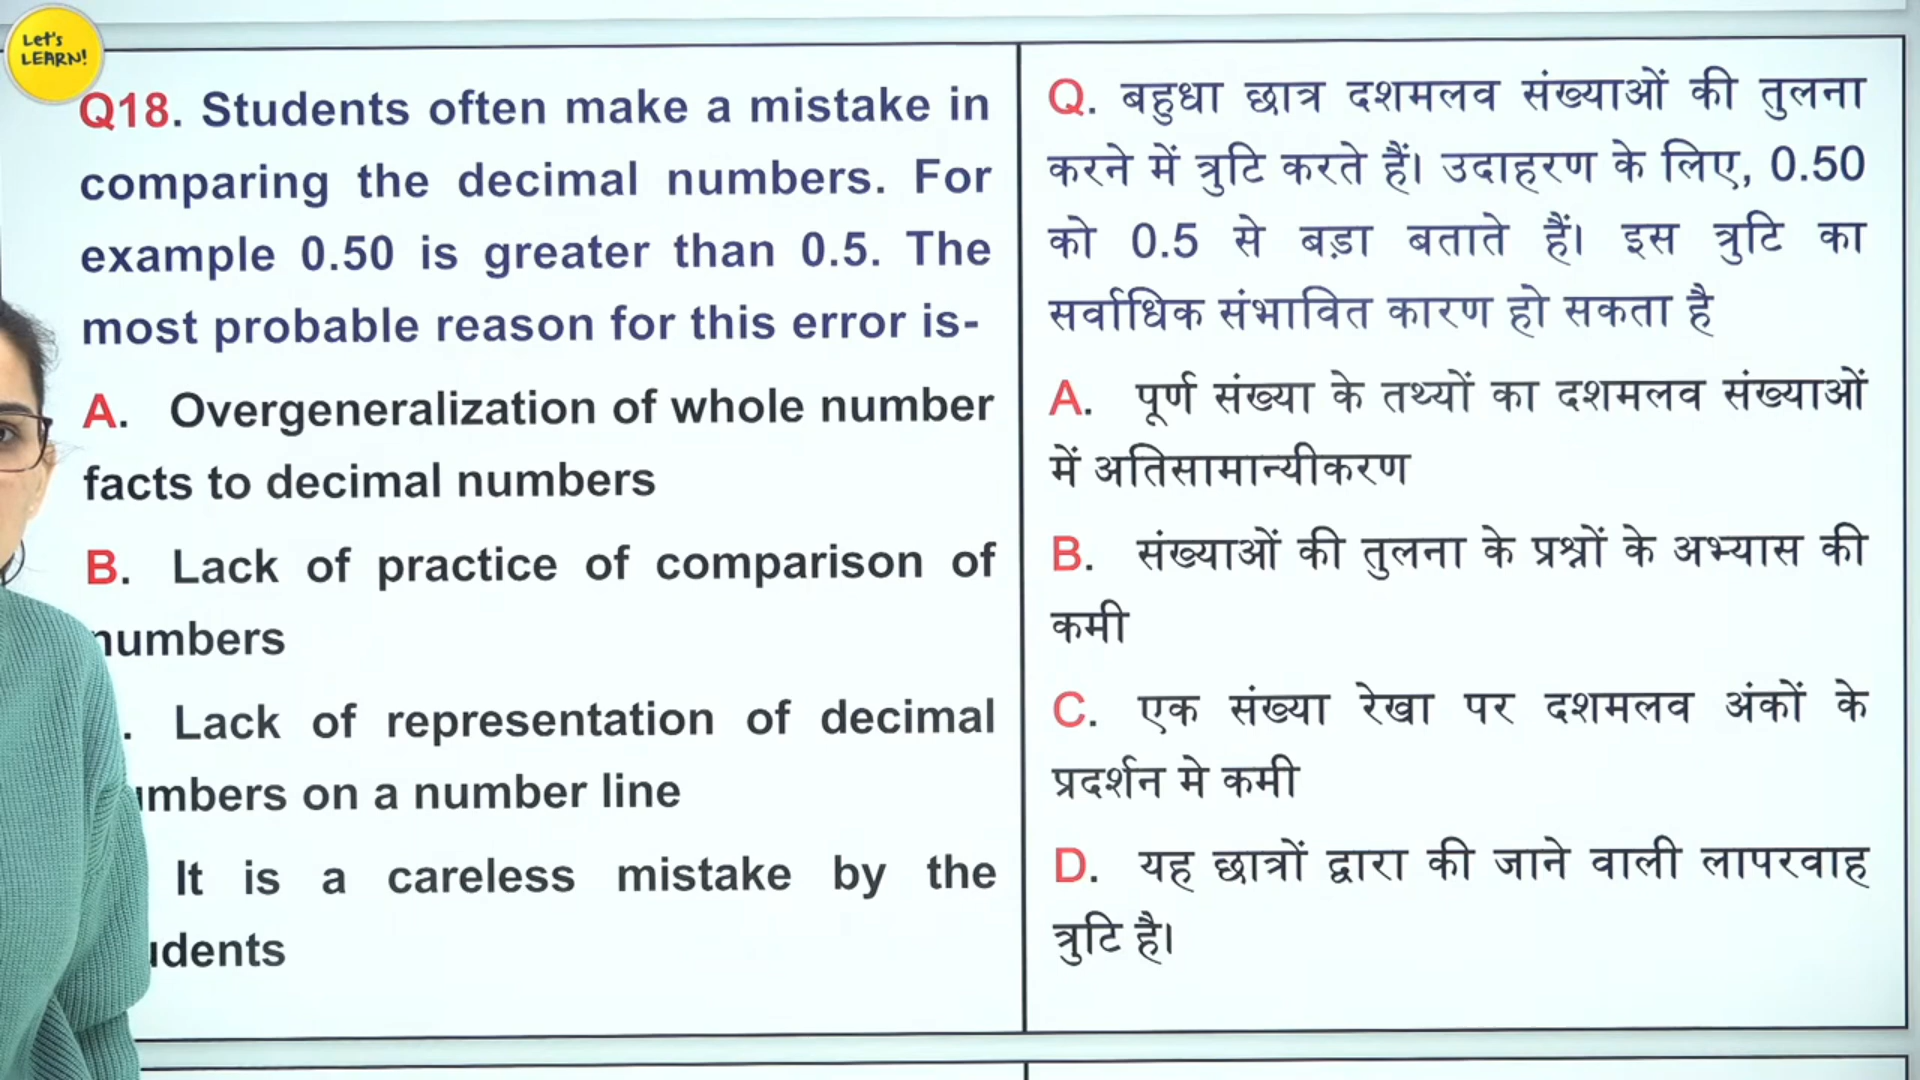 Let's
LEARN!
Q18. Students often make a mistake in
comparing the decimal numbers. For
example 0.50 is greater than 0.5. The
most probable reason for this error is-
A. Overgeneralization of whole number
facts to decimal numbers
B. Lack of practice of comparison of
numbers
. Lack of representation of decimal
mbers on a number line
It is a careless mistake by the
udents
Q. बहुधा छात्र दशमलव संख्याओं की तुलना
करने में त्रुटि करते हैं। उदाहरण के लिए, 0.50
को 0.5 से बड़ा बताते हैं। इस त्रुटि का
सर्वाधिक संभावित कारण हो सकता है
A. पूर्ण संख्या के तथ्यों का दशमलव संख्याओं
में अतिसामान्यीकरण
B. संख्याओं की तुलना के प्रश्नों के अभ्यास की
कमी
C. एक संख्या रेखा पर दशमलव अंकों के
प्रदर्शन मे कमी
D. यह छात्रों द्वारा की जाने वाली लापरवाह
त्रुटि है।